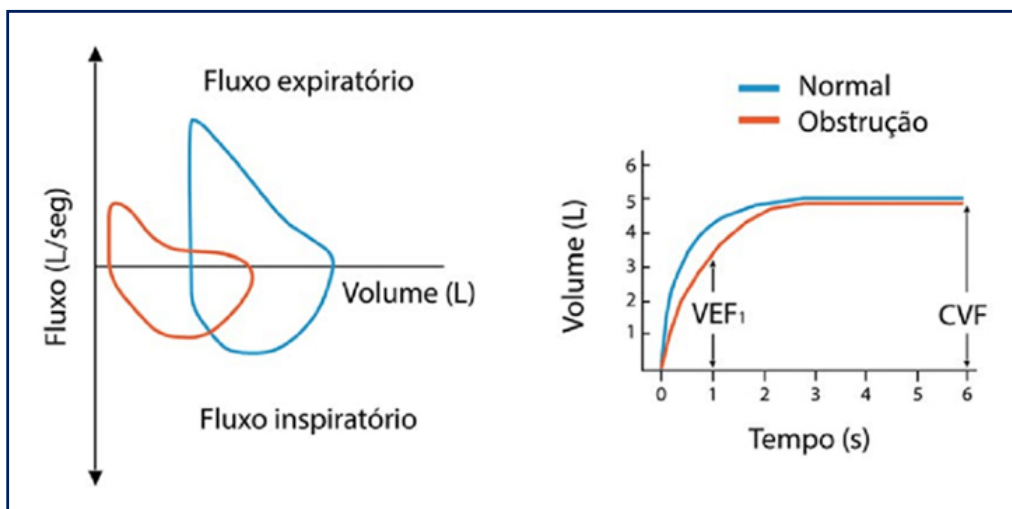 Fluxo expiratório
Fluxo (L/seg)
Volume (L)
Fluxo inspiratório
Normal
Obstrução
Volume (L)
6
5
4
3
2
1
VEF₁
CVF
0 1 2 3 4 5 6
Tempo (s)